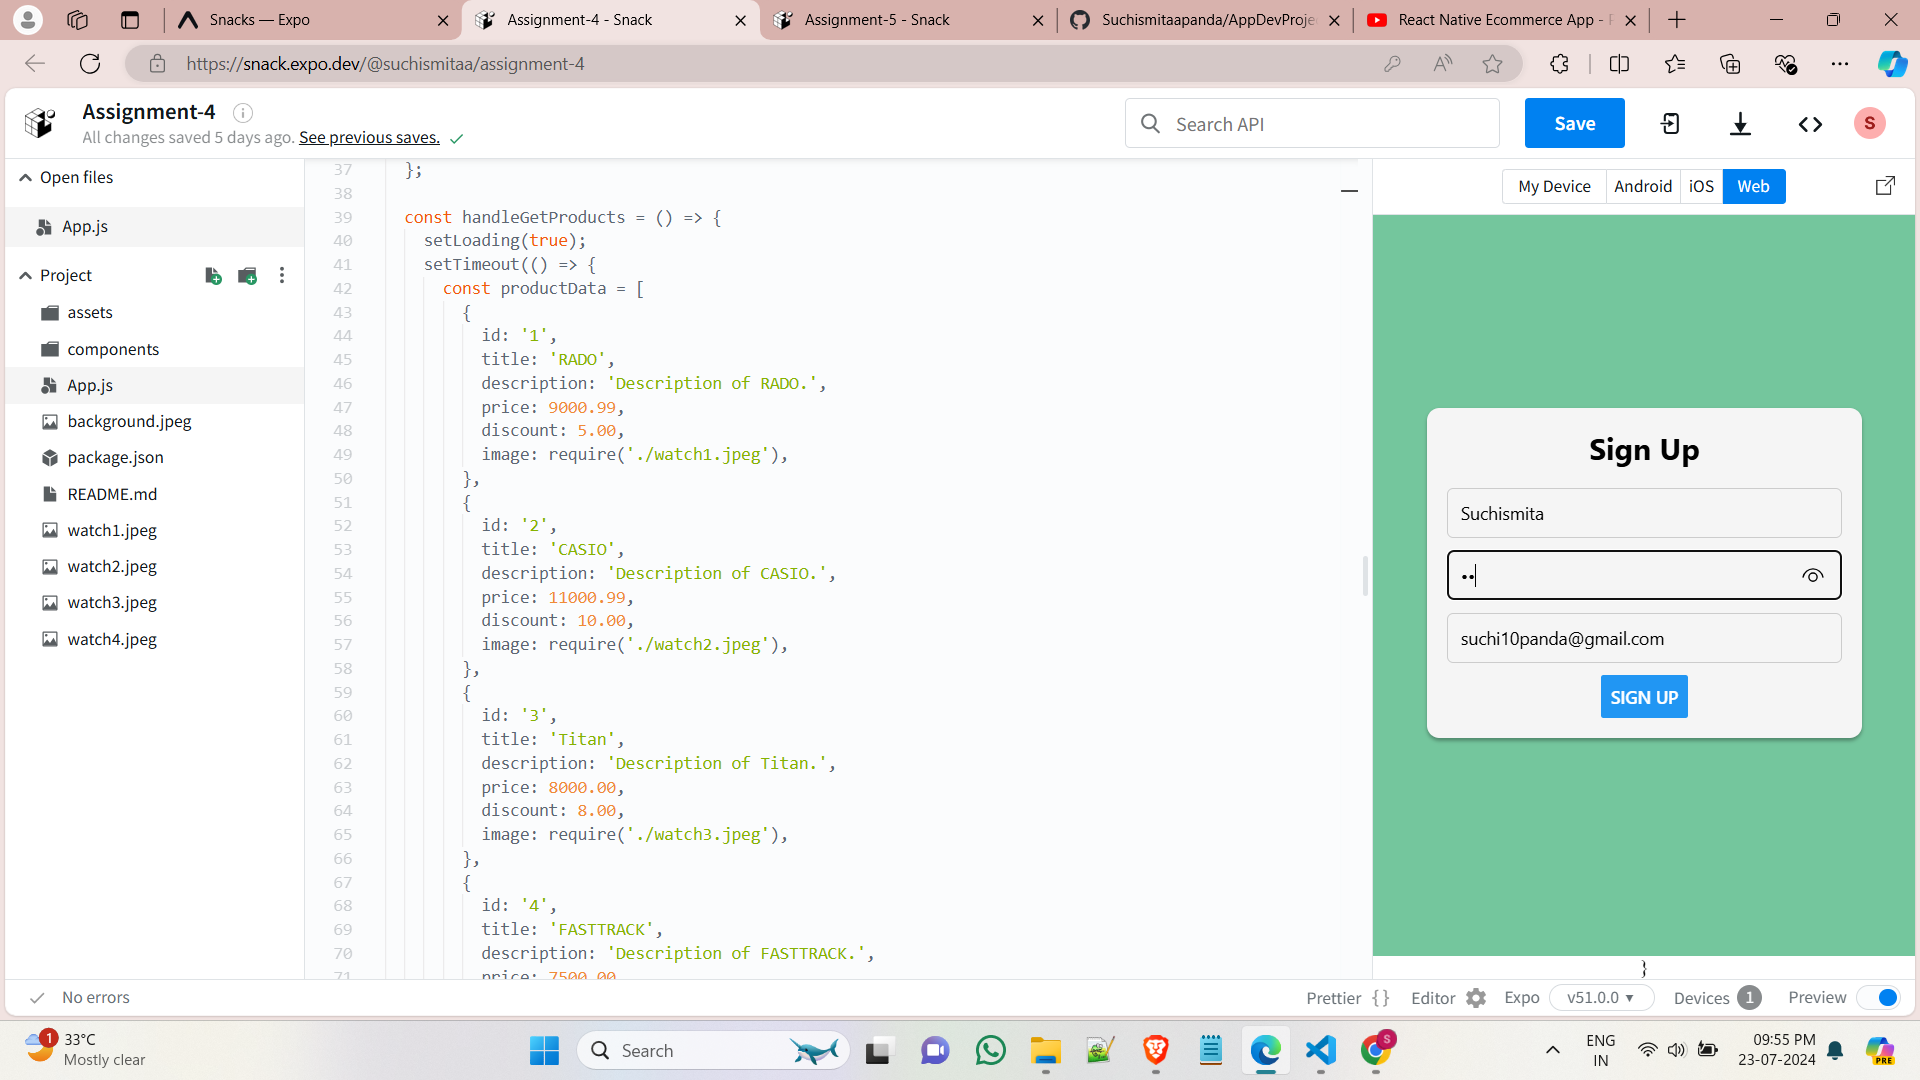 Snacks — Expo
Assignment-4 - Snack
Assignment-5 - Snack
Suchismitaapanda/AppDevProje
React Native Ecommerce App -
https://snack.expo.dev/@suchismitaa/assignment-4
Assignment-4
All changes saved 5 days ago. See previous saves.
Search API
Save
S
Open files
App.js
Project
assets
components
App.js
background.jpeg
package.json
README.md
watch1.jpeg
watch2.jpeg
watch3.jpeg
watch4.jpeg
37 };
38
39 const handleGetProducts = () => {
40 setLoading(true);
41 setTimeout(() => {
42 const productData = [
43 {
44 id: '1',
45 title: 'RADO',
46 description: 'Description of RADO.',
47 price: 9000.99,
48 discount: 5.00,
49 image: require('./watch1.jpeg'),
50 },
51 {
52 id: '2',
53 title: 'CASIO',
54 description: 'Description of CASIO.',
55 price: 11000.99,
56 discount: 10.00,
57 image: require('./watch2.jpeg'),
58 },
59 {
60 id: '3',
61 title: 'Titan',
62 description: 'Description of Titan.',
63 price: 8000.00,
64 discount: 8.00,
65 image: require('./watch3.jpeg'),
66 },
67 {
68 id: '4',
69 title: 'FASTTRACK',
70 description: 'Description of FASTTRACK.',
71 price: 7500.00
My Device
Android
iOS
Web
Sign Up
Suchismita
••
suchi10panda@gmail.com
SIGN UP
}
No errors
Prettier { }
Editor
Expo
v51.0.0
Devices 1
Preview
1
33°C
Mostly clear
Search
S
ENG
IN
09:55 PM
23-07-2024
PRE